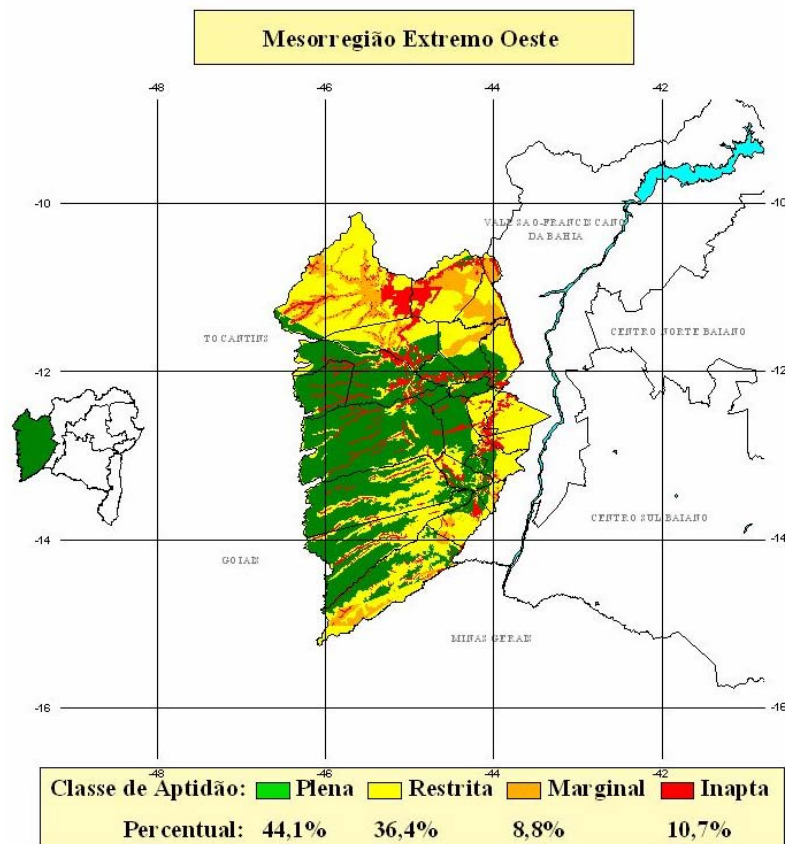 Mesorregião Extremo Oeste
-48 -46 -44 -42
-10 -10
VALE SAO-FRANCISCANO
DA BAHIA
TOCANTINS
CENTRO NORTE BAIANO
-12 -12
CENTRO SUL BAIANO
-14 -14
GOIAIS
MINAS GERAIS
-16 -16
-48 -46 -44 -42
Classe de Aptidão: Plena Restrita Marginal Inapta
Percentual: 44,1% 36,4% 8,8% 10,7%